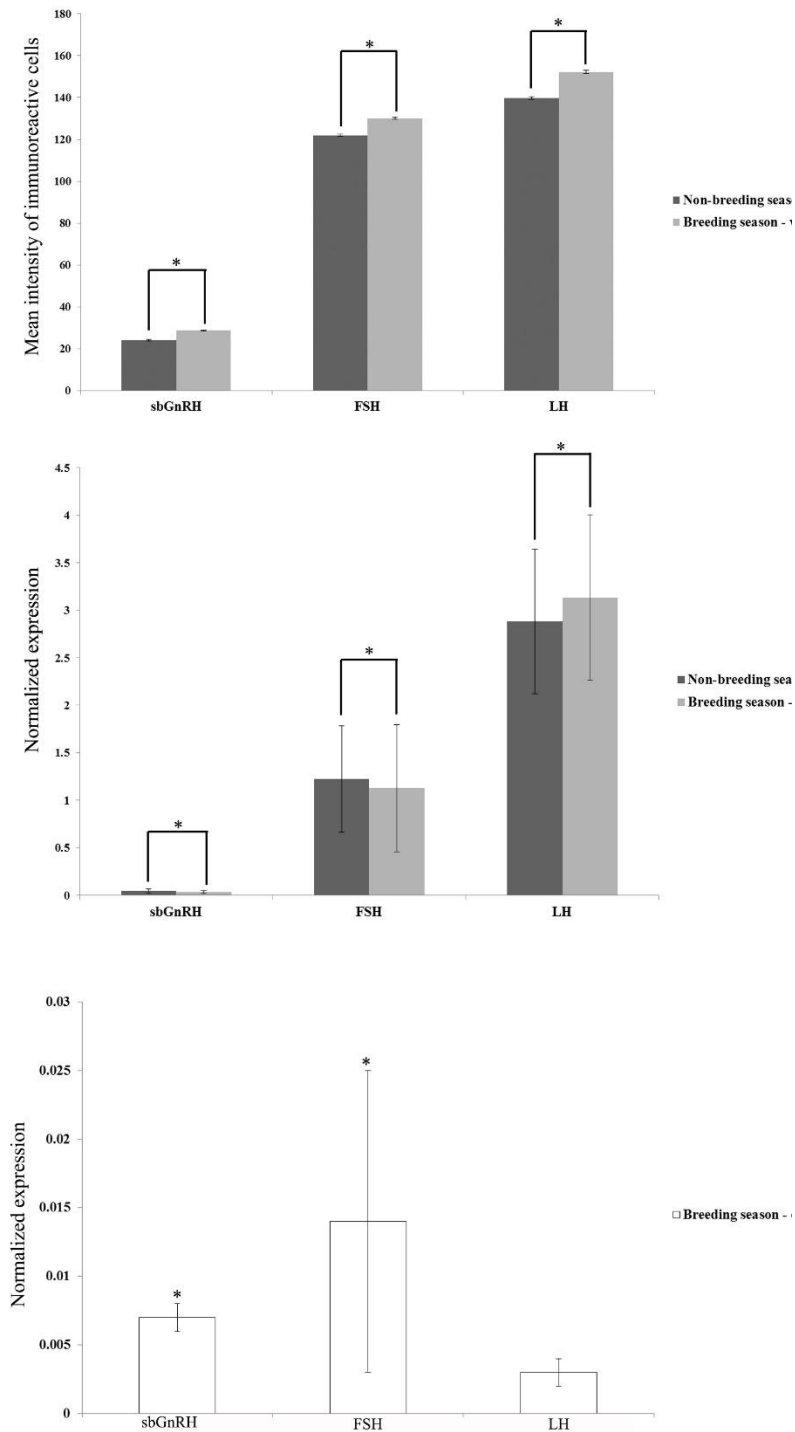 Mean intensity of immunoreactive cells
180
160
140
120
100
80
60
40
20
0
*
*
*
sbGnRH
FSH
LH
Non-breeding
Breeding season -
Normalized expression
4.5
4
3.5
3
2.5
2
1.5
1
0.5
0
*
*
*
sbGnRH
FSH
LH
Non-breeding
Breeding season -
Normalized expression
0.03
0.025
0.02
0.015
0.01
0.005
0
*
*
sbGnRH
FSH
LH
Breeding season -